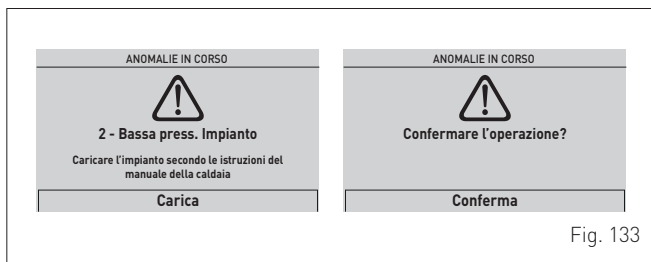 ANOMALIE IN CORSO
2 - Bassa press. Impianto
Caricare l'impianto secondo le istruzioni del
manuale della caldaia
Carica
ANOMALIE IN CORSO
Confermare l'operazione?
Conferma
Fig. 133